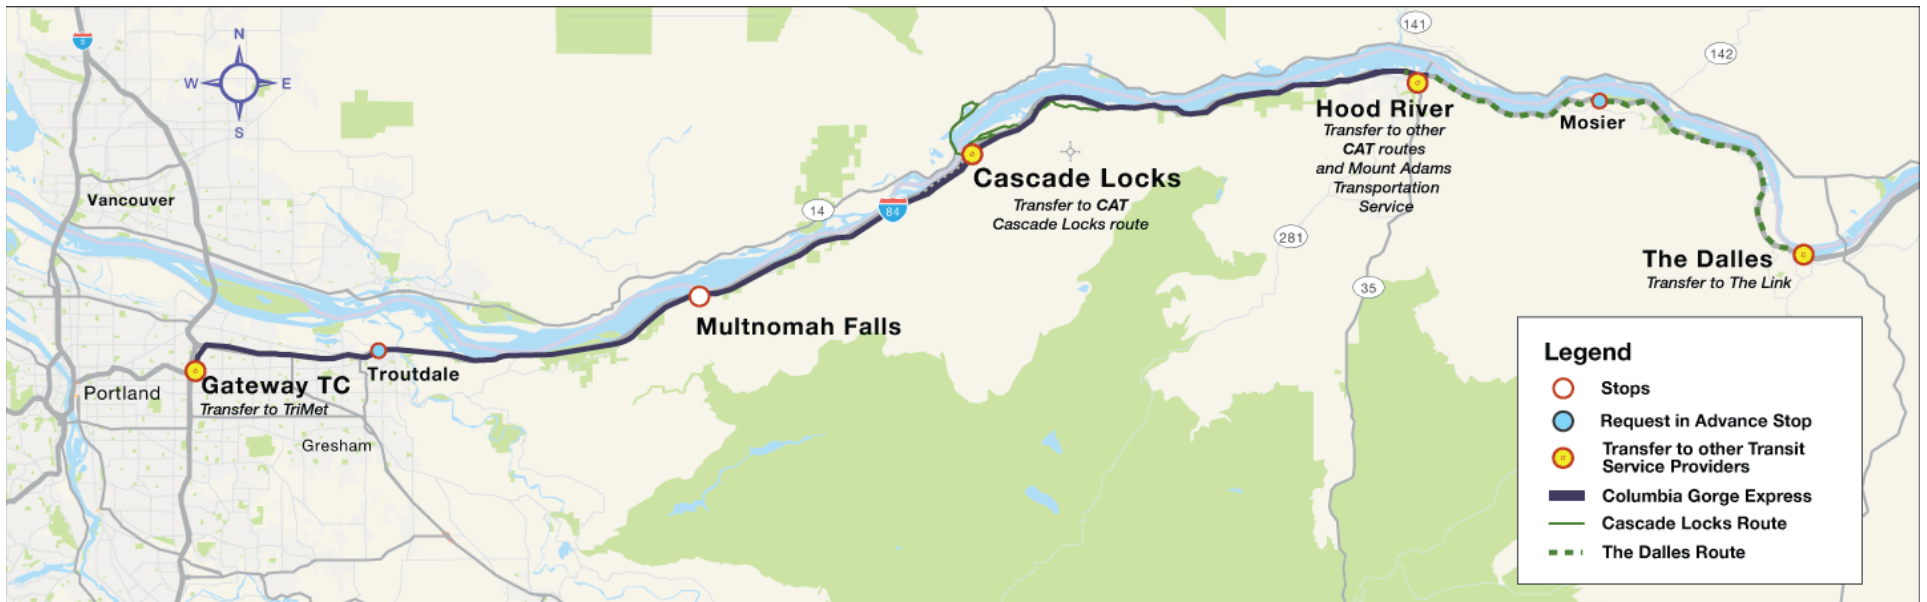 5
N
W
E
S
141
142
Vancouver
14
84
Cascade Locks
Transfer to CAT
Cascade Locks route
Hood River
Transfer to other
CAT routes
and Mount Adams
Transportation
Service
Mosier
281
35
The Dalles
Transfer to The Link
Multnomah Falls
Troutdale
Portland
Gateway TC
Transfer to TriMet
Gresham
Legend
Stops
Request in Advance Stop
Transfer to other Transit
Service Providers
Columbia Gorge Express
Cascade Locks Route
The Dalles Route